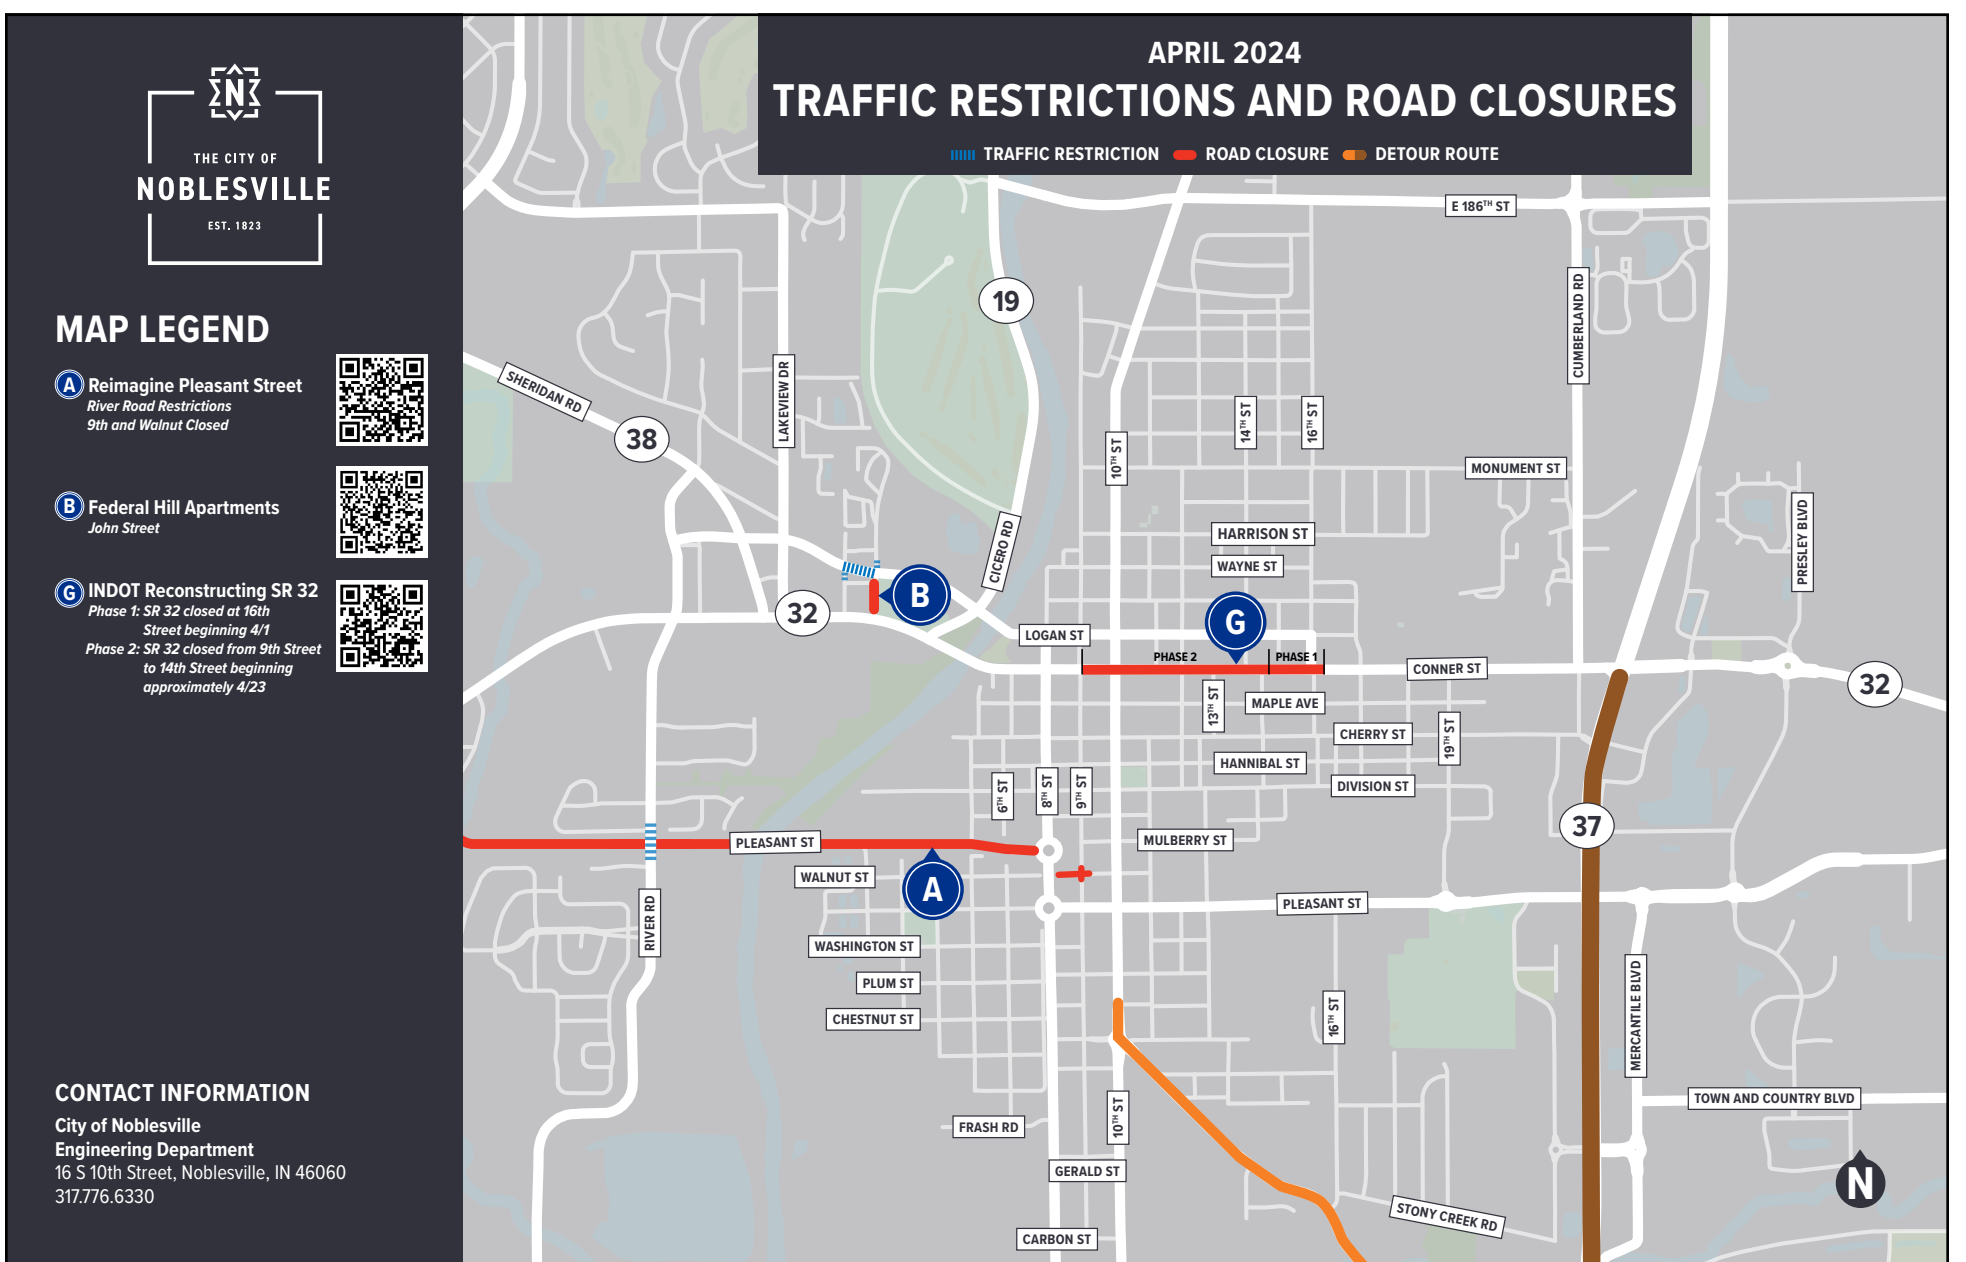 THE CITY OF
NOBLESVILLE
EST. 1823
MAP LEGEND
A Reimagine Pleasant Street
River Road Restrictions
9th and Walnut Closed
B Federal Hill Apartments
John Street
G INDOT Reconstructing SR 32
Phase 1: SR 32 closed at 16th
Street beginning 4/1
Phase 2: SR 32 closed from 9th Street
to 14th Street beginning
approximately 4/23
CONTACT INFORMATION
City of Noblesville
Engineering Department
16 S 10th Street, Noblesville, IN 46060
317.776.6330
APRIL 2024
TRAFFIC RESTRICTIONS AND ROAD CLOSURES
TRAFFIC RESTRICTION ROAD CLOSURE DETOUR ROUTE
E 186TH ST
19
CUMBERLAND RD
SHERIDAN RD
38
LAKEVIEW DR
10TH ST
14TH ST
16TH ST
MONUMENT ST
PRESLEY BLVD
CICERO RD
HARRISON ST
WAYNE ST
B
32
G
LOGAN ST
PHASE 2
PHASE 1
CONNER ST
32
13TH ST
MAPLE AVE
CHERRY ST
19TH ST
HANNIBAL ST
DIVISION ST
6TH ST
8TH ST
9TH ST
37
PLEASANT ST
MULBERRY ST
WALNUT ST
A
PLEASANT ST
RIVER RD
WASHINGTON ST
PLUM ST
CHESTNUT ST
16TH ST
MERCANTILE BLVD
TOWN AND COUNTRY BLVD
10TH ST
FRASH RD
GERALD ST
N
STONY CREEK RD
CARBON ST